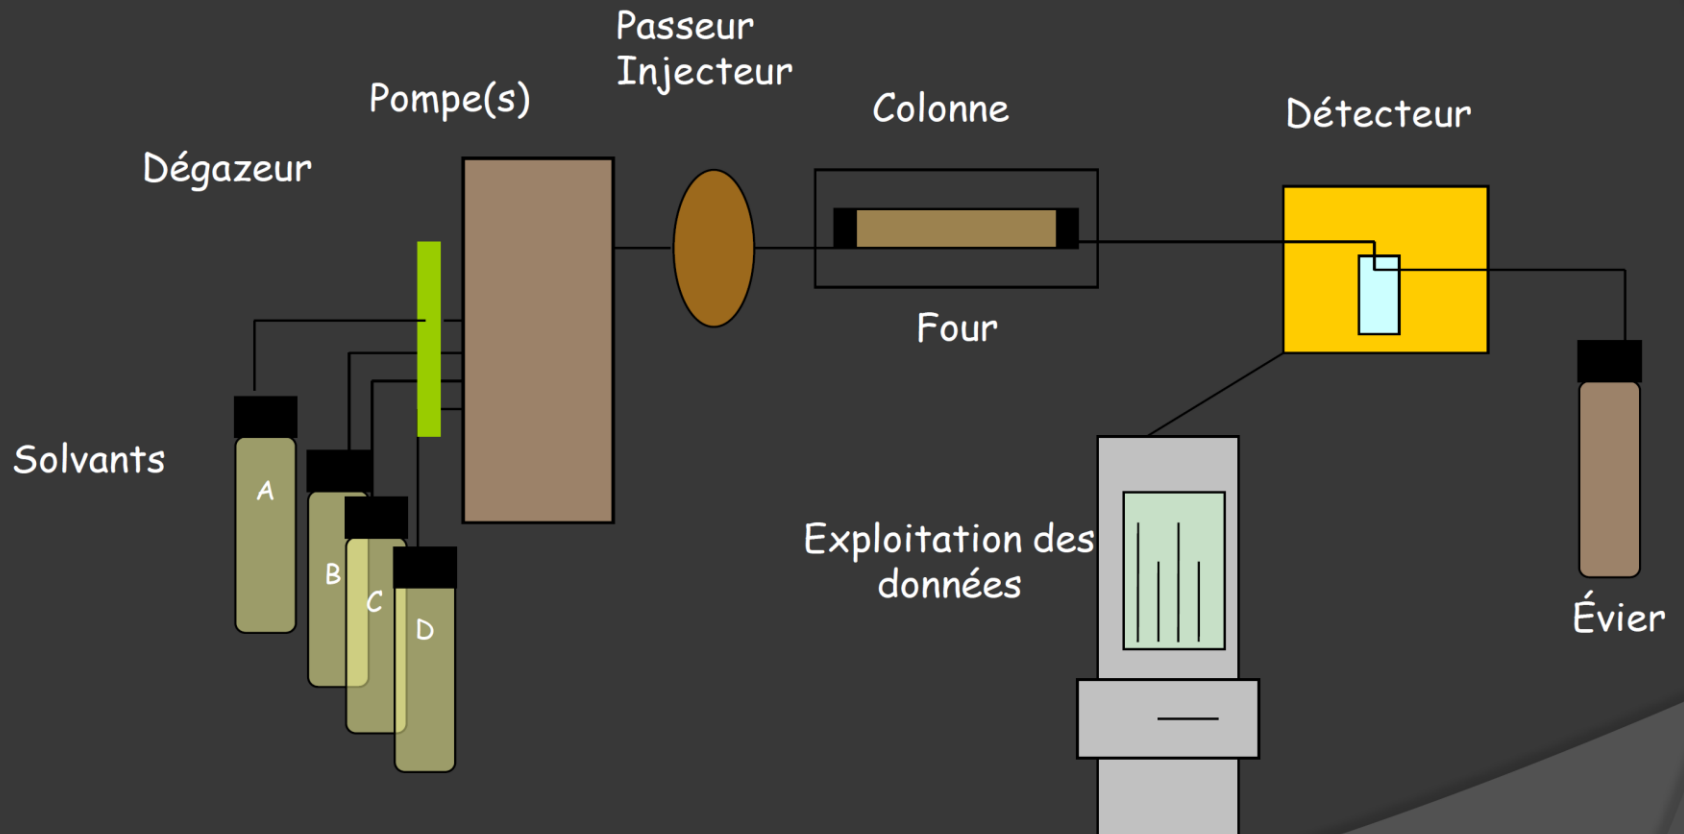 Passeur
Injecteur
Pompe(s)
Colonne
Détecteur
Dégazeur
Four
Solvants
A
B
C
D
Exploitation des
données
Évier